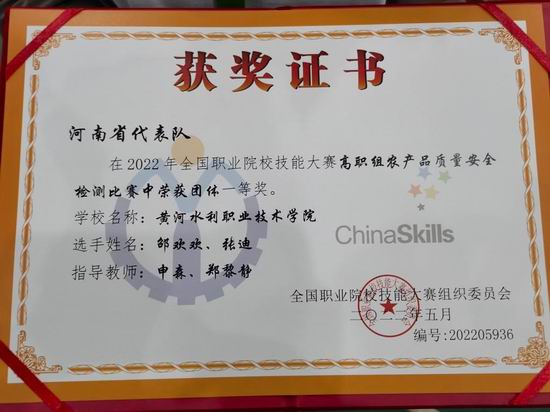 获奖证书
河南省代表队
在2022年全国职业院校技能大赛高职组农产品质量安全
检测比赛中荣获团体一等奖。
学校名称：黄河水利职业技术学院
选手姓名：邵欢欢、张迪
指导教师：申森、郑黎静
ChinaSkills
全国职业院校技能大赛组织委员会
二〇二二年五月
编号:202205936